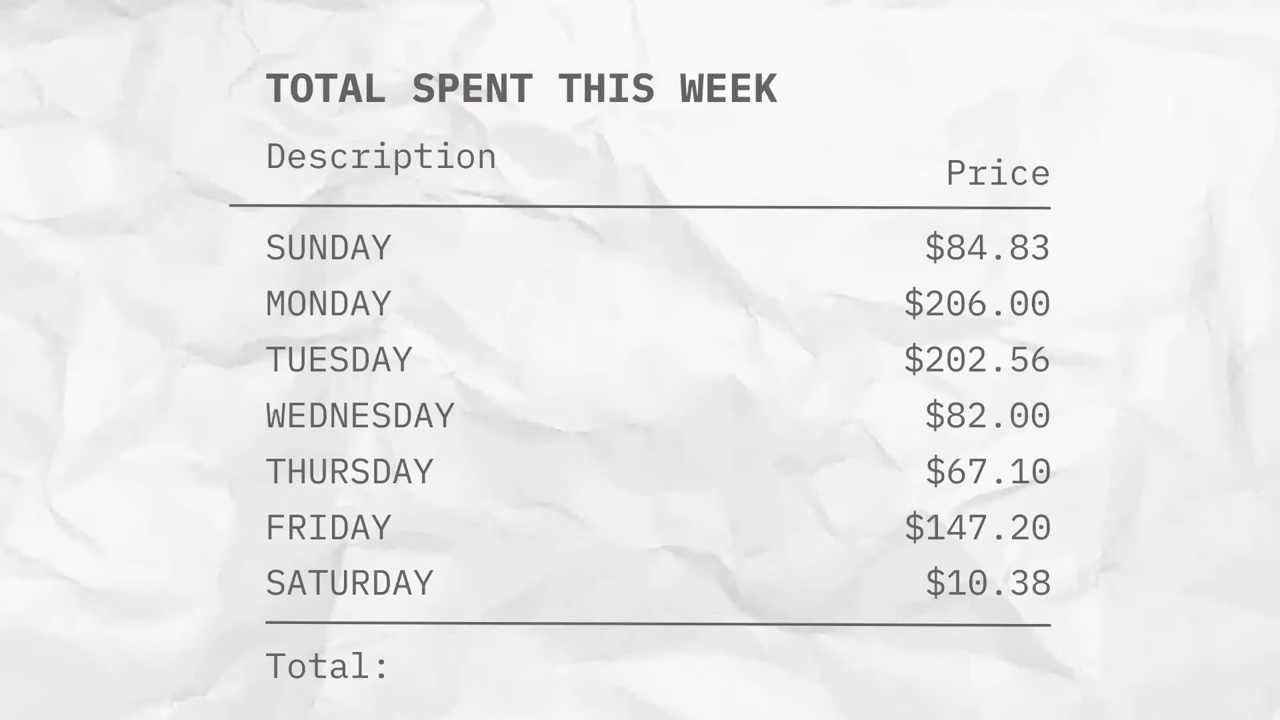 TOTAL SPENT THIS WEEK
Description Price
SUNDAY $84.83
MONDAY $206.00
TUESDAY $202.56
WEDNESDAY $82.00
THURSDAY $67.10
FRIDAY $147.20
SATURDAY $10.38
Total: